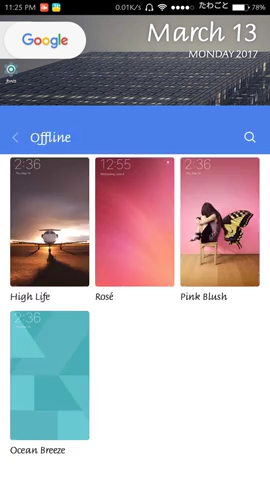 11:25 PM 0.01K/s たわごと 78%
Google
March 13
MONDAY 2017
Offline
2:36
12:55
2:36
High Life
Rosé
Pink Blush
2:36
Ocean Breeze